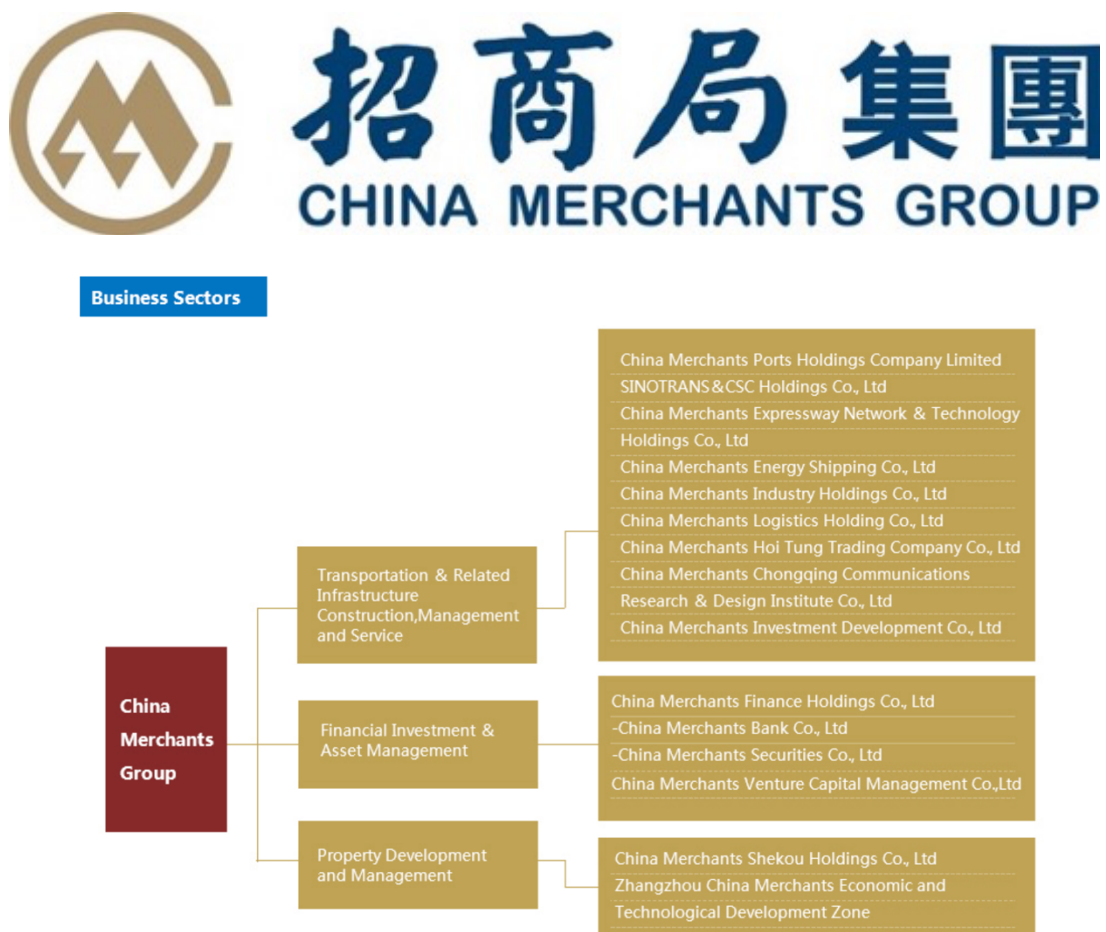 招商局集團
CHINA MERCHANTS GROUP
Business Sectors
China
Merchants
Group
Transportation & Related
Infrastructure
Construction,Management
and Service
China Merchants Ports Holdings Company Limited
SINOTRANS&CSC Holdings Co., Ltd
China Merchants Expressway Network & Technology
Holdings Co., Ltd
China Merchants Energy Shipping Co., Ltd
China Merchants Industry Holdings Co., Ltd
China Merchants Logistics Holding Co., Ltd
China Merchants Hoi Tung Trading Company Co., Ltd
China Merchants Chongqing Communications
Research & Design Institute Co., Ltd
China Merchants Investment Development Co., Ltd
Financial Investment &
Asset Management
China Merchants Finance Holdings Co., Ltd
-China Merchants Bank Co., Ltd
-China Merchants Securities Co., Ltd
China Merchants Venture Capital Management Co.,Ltd
Property Development
and Management
China Merchants Shekou Holdings Co., Ltd
Zhangzhou China Merchants Economic and
Technological Development Zone